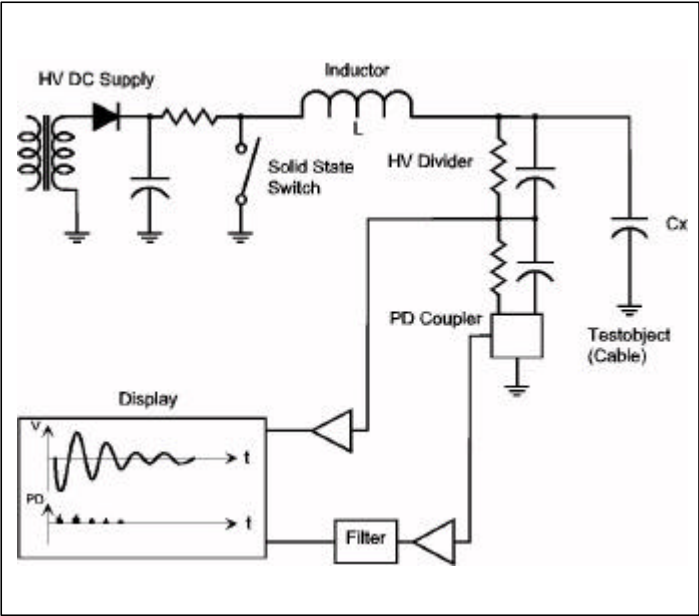 HV DC Supply
Inductor
L
Solid State
Switch
HV Divider
Cx
PD Coupler
Testobject
(Cable)
Display
V
t
PD
t
Filter